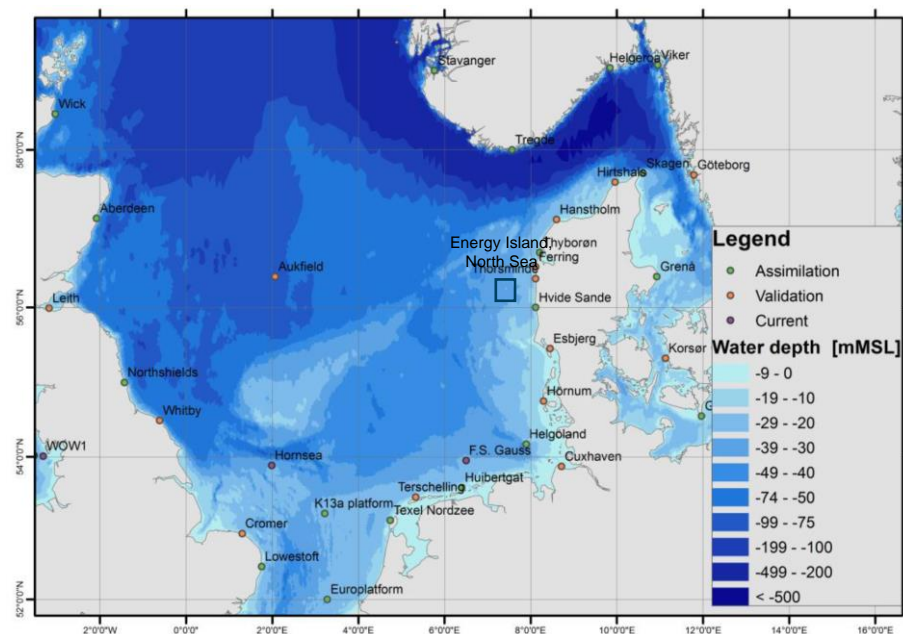 Helgeroa
Viker
Stavanger
Wick
Tregde
58°0'0"N
Skagen
Göteborg
Hirtshals
Hanstholm
Aberdeen
Energy Island,
North Sea
Thyborøn
Ferring
Thorsminde
Aukfield
Grenå
Leith
56°0'0"N
Hvide Sande
Esbjerg
Korsør
Northshields
Hörnum
G
Whitby
Helgoland
WOW1
54°0'0"N
Hornsea
F.S. Gauss
Cuxhaven
Huibertgat
Terschelling
K13a platform
Texel Nordzee
Cromer
Lowestoft
Europlatform
52°0'0"N
2°0'0"W
0°0'0"
2°0'0"E
4°0'0"E
6°0'0"E
8°0'0"E
10°0'0"E
12°0'0"E
14°0'0"E
16°0'0"E
Legend
Assimilation
Validation
Current
Water depth [mMSL]
-9 - 0
-19 - -10
-29 - -20
-39 - -30
-49 - -40
-74 - -50
-99 - -75
-199 - -100
-499 - -200
< -500